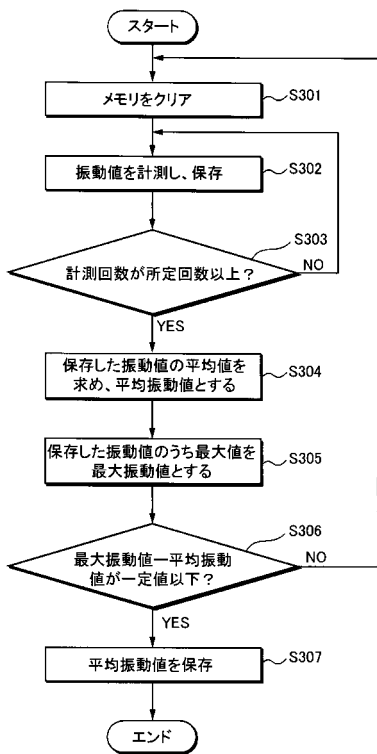 スタート
メモリをクリア
S301
振動値を計測し、保存
S302
S303
計測回数が所定回数以上？
NO
YES
保存した振動値の平均値を
求め、平均振動値とする
S304
保存した振動値のうち最大値を
最大振動値とする
S305
S306
最大振動値ー平均振動
値が一定値以下？
NO
YES
平均振動値を保存
S307
エンド